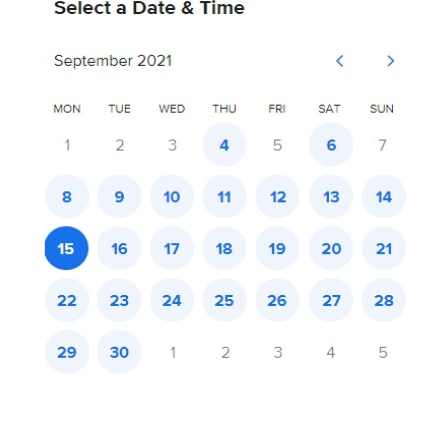 Select a Date & Time
September 2021
MON TUE WED THU FRI SAT SUN
1 2 3 4 5 6 7
8 9 10 11 12 13 14
15 16 17 18 19 20 21
22 23 24 25 26 27 28
29 30 1 2 3 4 5